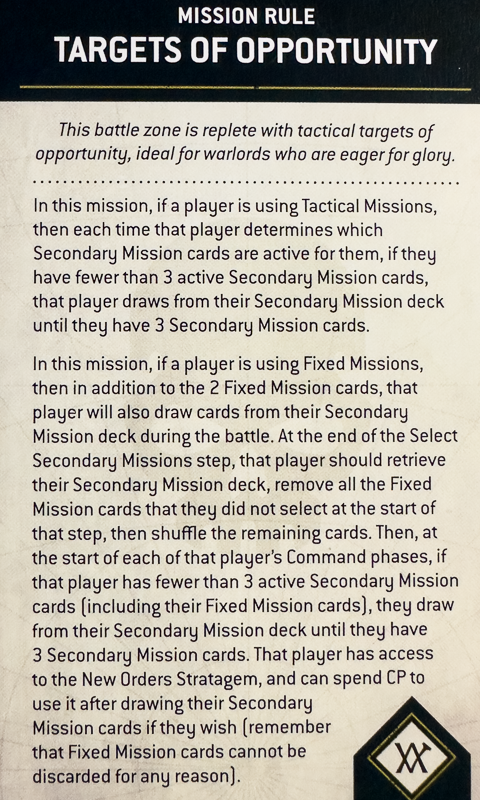 MISSION RULE
TARGETS OF OPPORTUNITY
This battle zone is replete with tactical targets of
opportunity, ideal for warlords who are eager for glory.
In this mission, if a player is using Tactical Missions,
then each time that player determines which
Secondary Mission cards are active for them, if they
have fewer than 3 active Secondary Mission cards,
that player draws from their Secondary Mission deck
until they have 3 Secondary Mission cards.
In this mission, if a player is using Fixed Missions,
then in addition to the 2 Fixed Mission cards, that
player will also draw cards from their Secondary
Mission deck during the battle. At the end of the Select
Secondary Missions step, that player should retrieve
their Secondary Mission deck, remove all the Fixed
Mission cards that they did not select at the start of
that step, then shuffle the remaining cards. Then, at
the start of each of that player's Command phases, if
that player has fewer than 3 active Secondary Mission
cards (including their Fixed Mission cards), they draw
from their Secondary Mission deck until they have
3 Secondary Mission cards. That player has access
to the New Orders Stratagem, and can spend CP to
use it after drawing their Secondary
Mission cards if they wish (remember
that Fixed Mission cards cannot be
discarded for any reason).